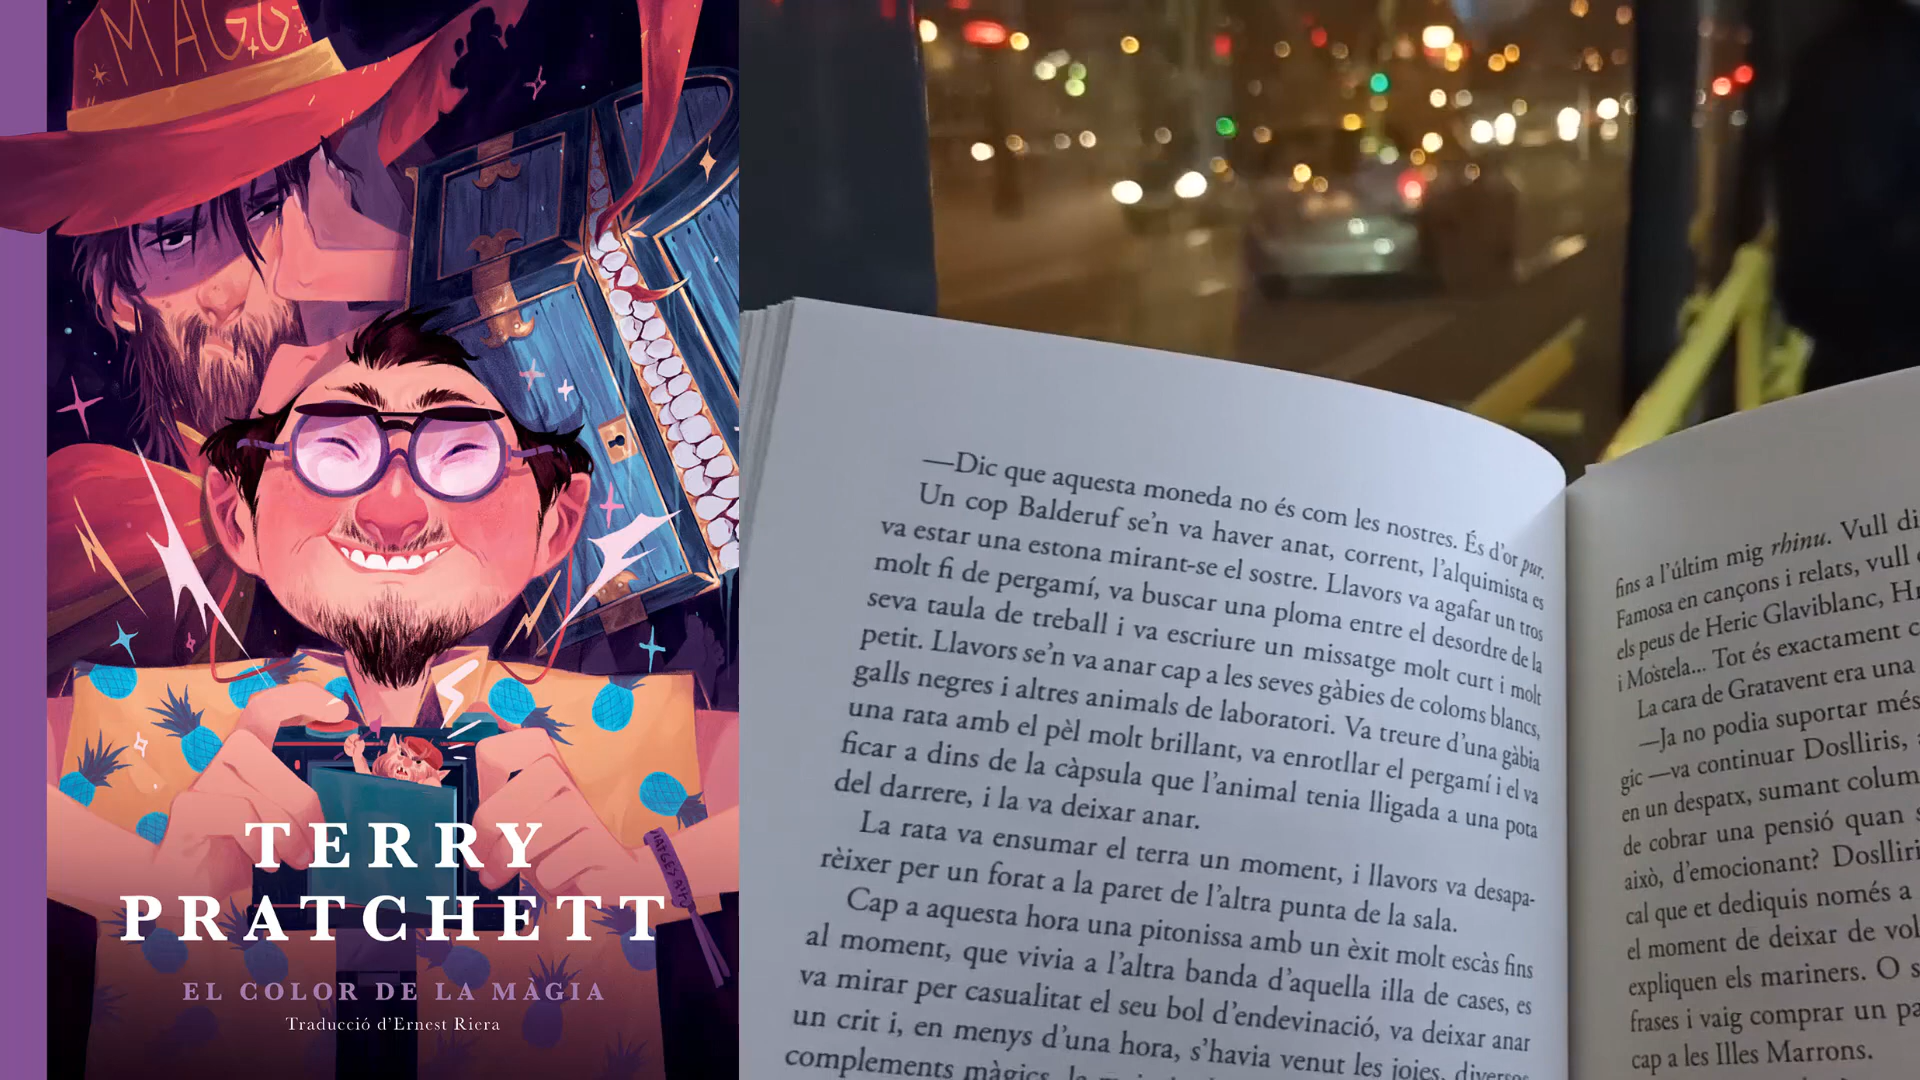 MAGG
TERRY
PRATCHETT
EL COLOR DE LA MÀGIA
Traducció d'Ernest Riera
—Dic que aquesta moneda no és com les nostres. És d'or pur.
Un cop Balderuf se'n va haver anat, corrent, l'alquimista es
va estar una estona mirant-se el sostre. Llavors va agafar un tros
molt fi de pergamí, va buscar una ploma entre el desordre de la
seva taula de treball i va escriure un missatge molt curt i molt
petit. Llavors se'n va anar cap a les seves gàbies de coloms blancs,
galls negres i altres animals de laboratori. Va treure d'una gàbia
una rata amb el pèl molt brillant, va enrotllar el pergamí i el va
ficar a dins de la càpsula que l'animal tenia lligada a una pota
del darrere, i la va deixar anar.
La rata va ensumar el terra un moment, i llavors va desapa-
rèixer per un forat a la paret de l'altra punta de la sala.
Cap a aquesta hora una pitonissa amb un èxit molt escàs fins
al moment, que vivia a l'altra banda d'aquella illa de cases, es
va mirar per casualitat el seu bol d'endevinació, va deixar anar
un crit i, en menys d'una hora, s'havia venut les joies, diversos
complements màgics, la
fins a l'últim mig rhinu. Vull di
Famosa en cançons i relats, vull
els peus de Heric Glaviblanc, Hr
i Mostela... Tot és exactament c
La cara de Gratavent era una
—Ja no podia suportar més
gic —va continuar Doslliris,
en un despatx, sumant colum
de cobrar una pensió quan s
això, d'emocionant? Doslliri
cal que et dediquis només a
el moment de deixar de vol
expliquen els mariners. O s
frases i vaig comprar un pa
cap a les Illes Marrons.